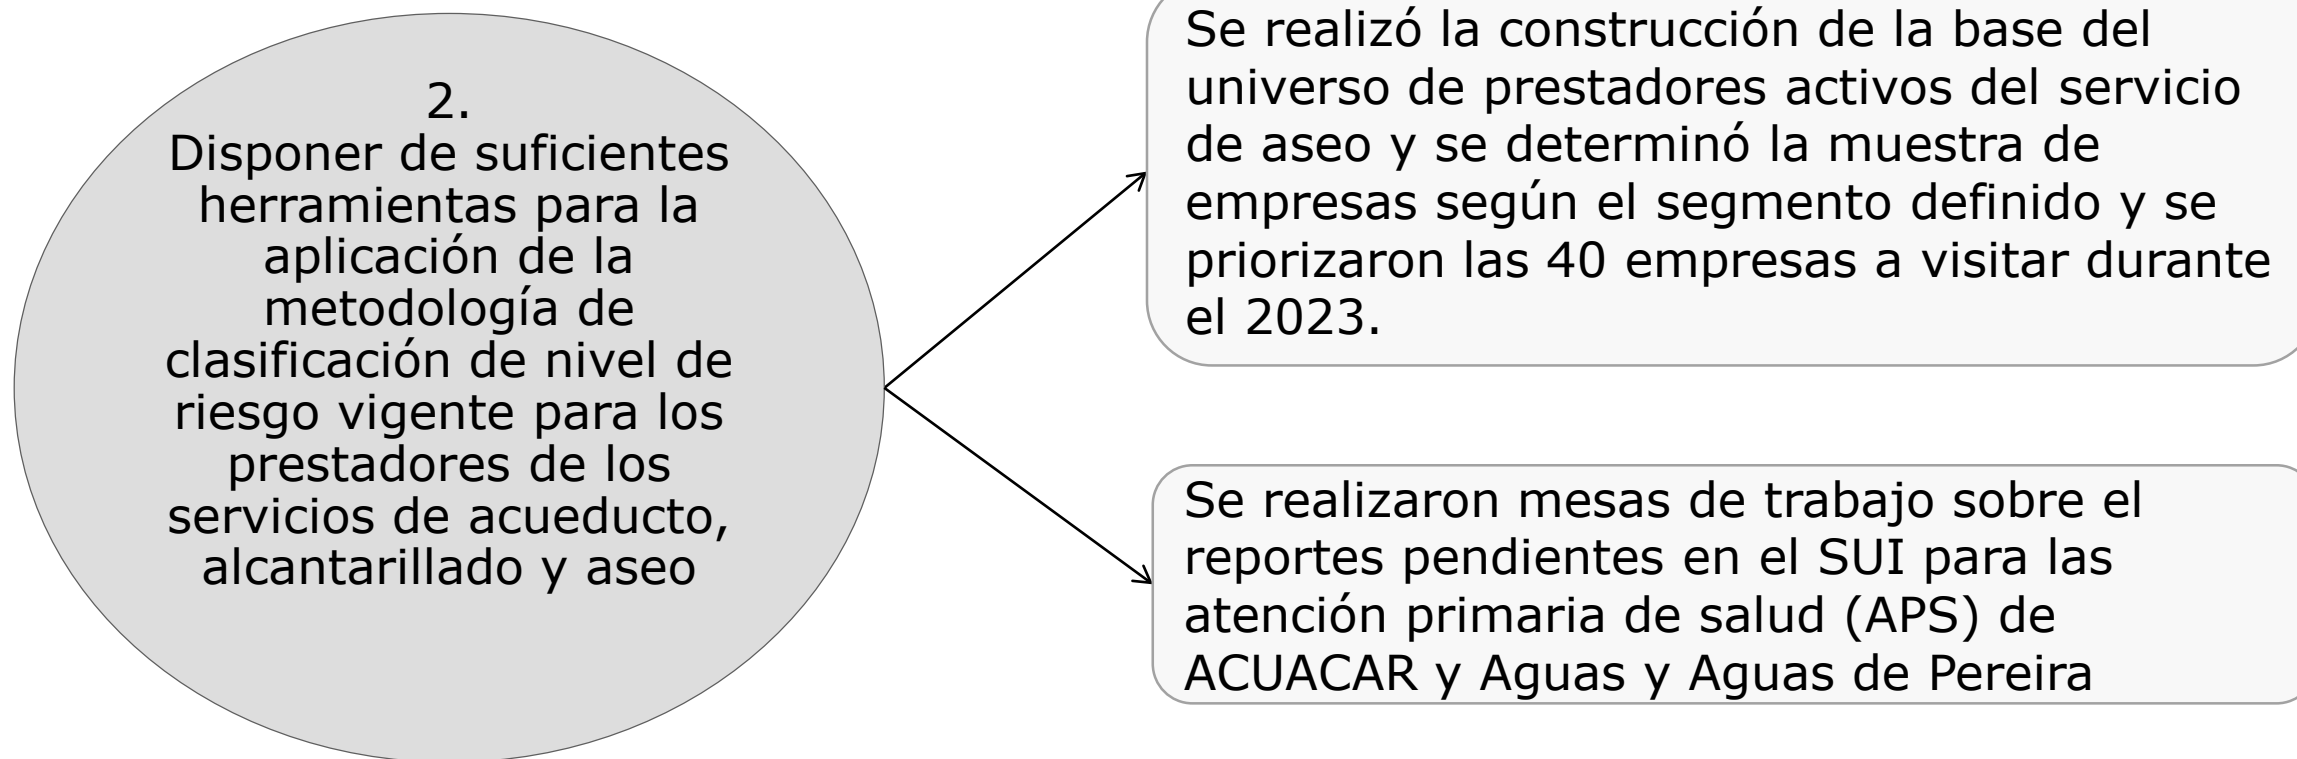 2.
Disponer de suficientes
herramientas para la
aplicación de la
metodología de
clasificación de nivel de
riesgo vigente para los
prestadores de los
servicios de acueducto,
alcantarillado y aseo
Se realizó la construcción de la base del
universo de prestadores activos del servicio
de aseo y se determinó la muestra de
empresas según el segmento definido y se
priorizaron las 40 empresas a visitar durante
el 2023.
Se realizaron mesas de trabajo sobre el
reportes pendientes en el SUI para las
atención primaria de salud (APS) de
ACUACAR y Aguas y Aguas de Pereira